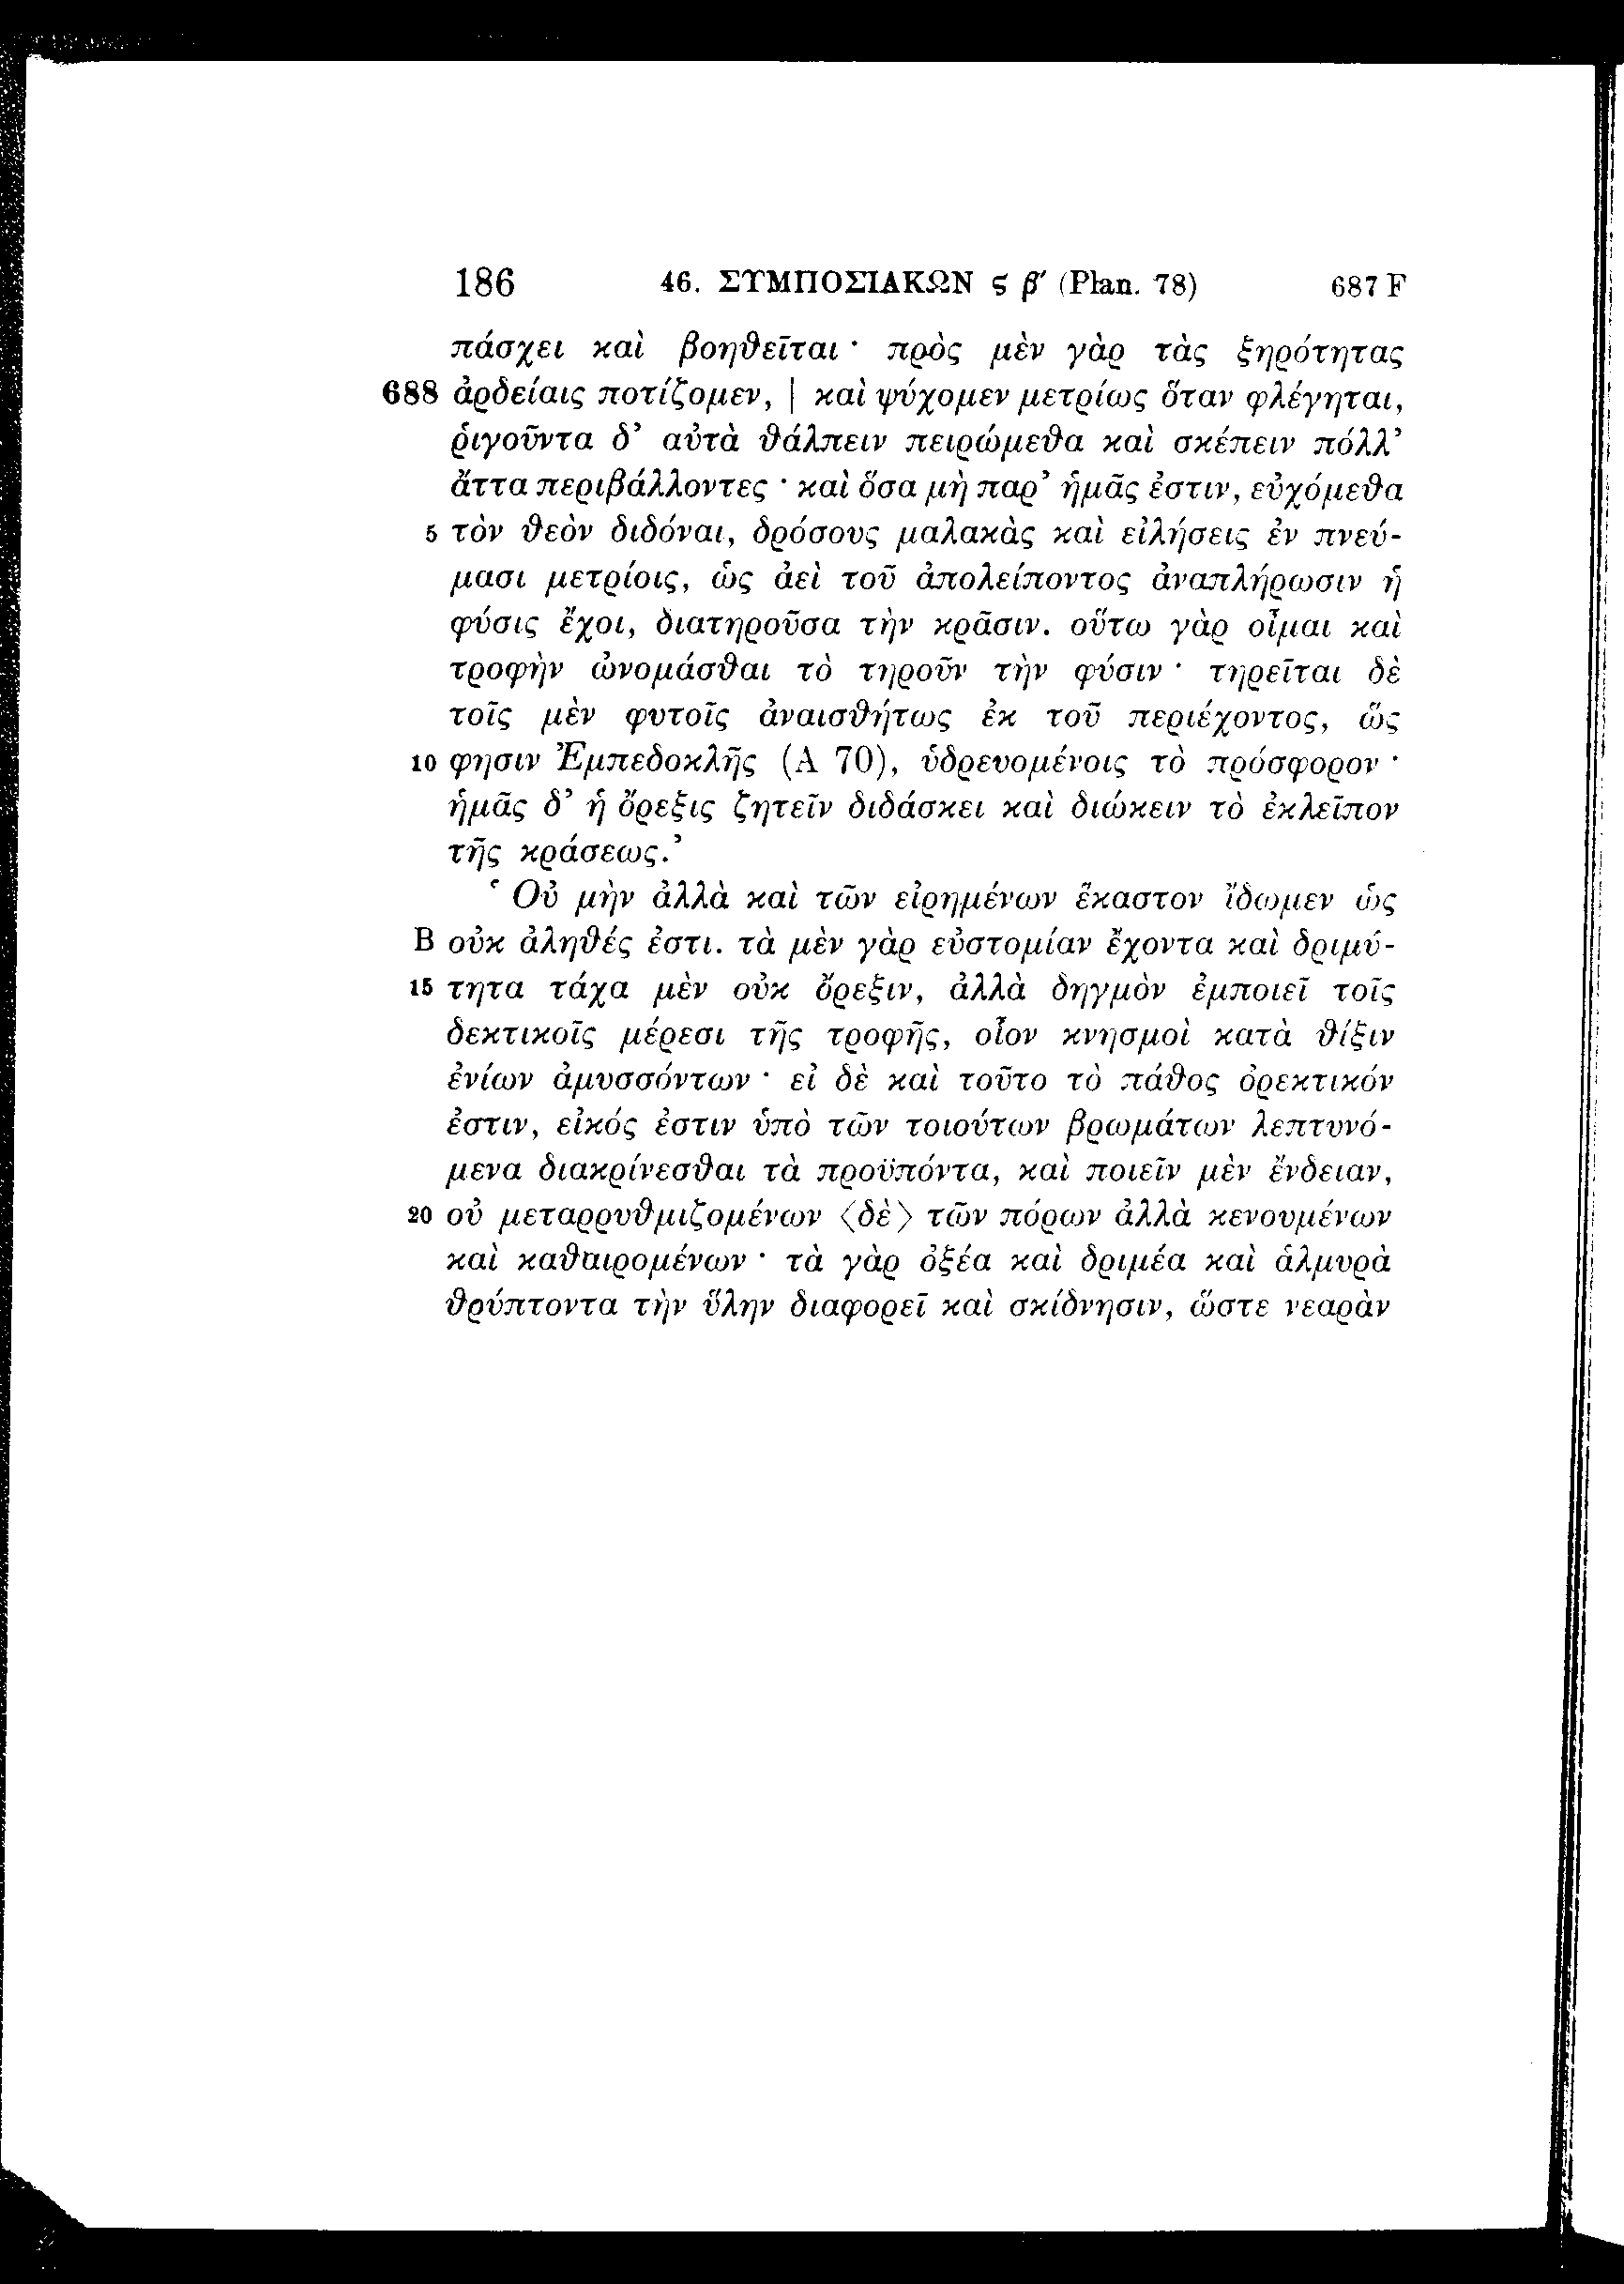 186 46. ΣΥΜΠΟΣΙΑΚΩΝ ς β′ (Plan. 78) 687 F
πάσχει καὶ βοηθεῖται · πρὸς μὲν γὰρ τὰς ξηρότητας
688 ἀρδείαις ποτίζομεν, | καὶ ψύχομεν μετρίως ὅταν φλέγηται,
ῥιγοῦντα δ’ αὐτὰ θάλπειν πειρώμεθα καὶ σκέπειν πόλλ’
ἄττα περιβάλλοντες · καὶ ὅσα μὴ παρ’ ἡμᾶς ἐστιν, εὐχόμεθα
5 τὸν θεὸν διδόναι, δρόσους μαλακὰς καὶ εἰλήσεις ἐν πνεύ-
μασι μετρίοις, ὡς ἀεὶ τοῦ ἀπολείποντος ἀναπλήρωσιν ἡ
φύσις ἔχοι, διατηροῦσα τὴν κρᾶσιν. οὕτω γὰρ οἶμαι καὶ
τροφὴν ὠνομάσθαι τὸ τηροῦν τὴν φύσιν · τηρεῖται δὲ
τοῖς μὲν φυτοῖς ἀναισθήτως ἐκ τοῦ περιέχοντος, ὥς
10 φησιν Ἐμπεδοκλῆς (A 70), ὑδρευομένοις τὸ πρόσφορον ·
ἡμᾶς δ’ ἡ ὄρεξις ζητεῖν διδάσκει καὶ διώκειν τὸ ἐκλεῖπον
τῆς κράσεως.’
‘ Οὐ μὴν ἀλλὰ καὶ τῶν εἰρημένων ἕκαστον ἴδωμεν ὡς
B οὐκ ἀληθές ἐστι. τὰ μὲν γὰρ εὐστομίαν ἔχοντα καὶ δριμύ-
15 τητα τάχα μὲν οὐκ ὄρεξιν, ἀλλὰ δηγμὸν ἐμποιεῖ τοῖς
δεκτικοῖς μέρεσι τῆς τροφῆς, οἷον κνησμοὶ κατὰ θίξιν
ἐνίων ἀμυσσόντων · εἰ δὲ καὶ τοῦτο τὸ πάθος ὀρεκτικόν
ἐστιν, εἰκός ἐστιν ὑπὸ τῶν τοιούτων βρωμάτων λεπτυνό-
μενα διακρίνεσθαι τὰ προϋπόντα, καὶ ποιεῖν μὲν ἔνδειαν,
20 οὐ μεταρρυθμιζομένων 〈δὲ〉 τῶν πόρων ἀλλὰ κενουμένων
καὶ καθαιρομένων · τὰ γὰρ ὀξέα καὶ δριμέα καὶ ἁλμυρὰ
θρύπτοντα τὴν ὕλην διαφορεῖ καὶ σκίδνησιν, ὥστε νεαρὰν